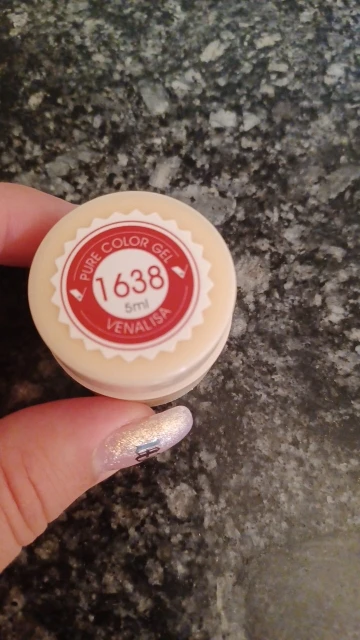 PURE COLOR GEL
1638
5ml
VENALISA